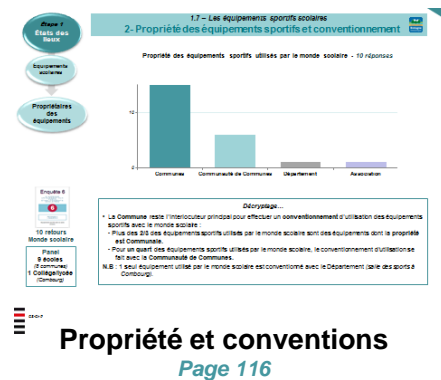 Étape 1
États des
lieux
1.7 – Les équipements sportifs scolaires
2- Propriété des équipements sportifs et conventionnement
Equipements
scolaires
Propriétaires
des
équipements
Propriété des équipements sportifs utilisés par le monde scolaire - 10 réponses
10
0
Communes
Communauté de Communes
Département
Association
Enquête 6
6
10 retours
Monde scolaire
Panel
9 écoles
(8 communes)
1 Collège/lycée
(Combourg)
Décryptage…
• La Commune reste l'interlocuteur principal pour effectuer un conventionnement d'utilisation des équipements
sportifs avec le monde scolaire :
- Plus des 2/3 des équipements sportifs utilisés par le monde scolaire sont des équipements dont la propriété
est Communale.
- Pour un quart des équipements sportifs utilisés par le monde scolaire, le conventionnement d'utilisation se
fait avec la Communauté de Communes.
N.B : 1 seul équipement utilisé par le monde scolaire est conventionné avec le Département (salle des sports à
Combourg).
Propriété et conventions
Page 116